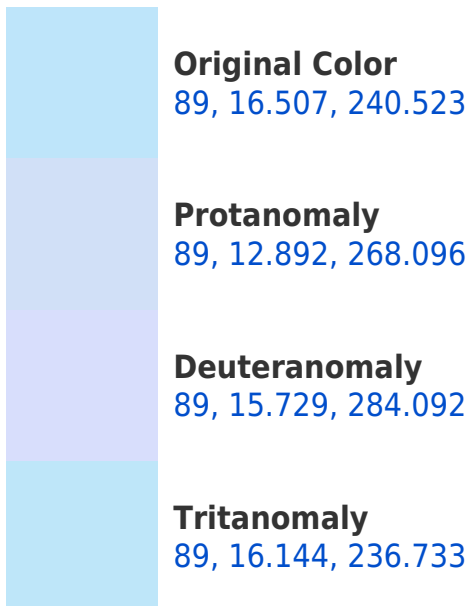 Original Color
89, 16.507, 240.523
Protanomaly
89, 12.892, 268.096
Deuteranomaly
89, 15.729, 284.092
Tritanomaly
89, 16.144, 236.733